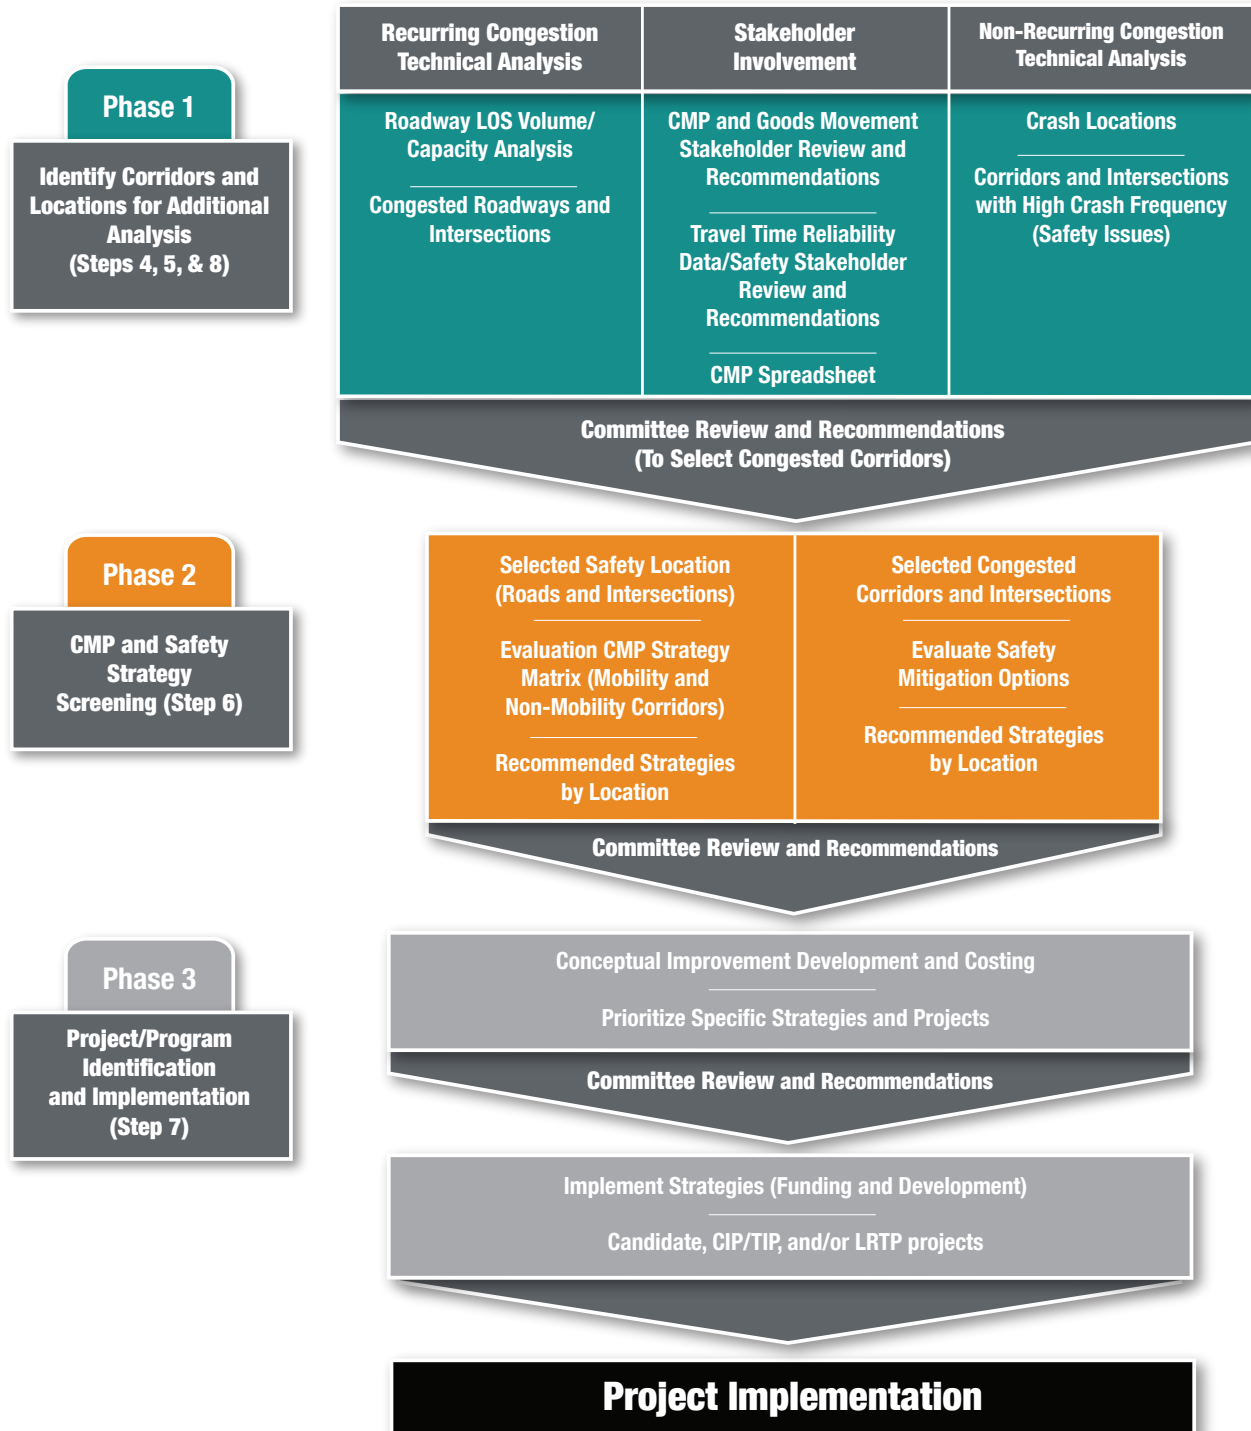 Recurring Congestion
Technical Analysis
Stakeholder
Involvement
Non-Recurring Congestion
Technical Analysis
Phase 1
Identify Corridors and
Locations for Additional
Analysis
(Steps 4, 5, & 8)
Roadway LOS Volume/
Capacity Analysis
Congested Roadways and
Intersections
CMP and Goods Movement
Stakeholder Review and
Recommendations
Travel Time Reliability
Data/Safety Stakeholder
Review and
Recommendations
CMP Spreadsheet
Crash Locations
Corridors and Intersections
with High Crash Frequency
(Safety Issues)
Committee Review and Recommendations
(To Select Congested Corridors)
Phase 2
CMP and Safety
Strategy
Screening (Step 6)
Selected Safety Location
(Roads and Intersections)
Evaluation CMP Strategy
Matrix (Mobility and
Non-Mobility Corridors)
Recommended Strategies
by Location
Selected Congested
Corridors and Intersections
Evaluate Safety
Mitigation Options
Recommended Strategies
by Location
Committee Review and Recommendations
Phase 3
Project/Program
Identification
and Implementation
(Step 7)
Conceptual Improvement Development and Costing
Prioritize Specific Strategies and Projects
Committee Review and Recommendations
Implement Strategies (Funding and Development)
Candidate, CIP/TIP, and/or LRTP projects
Project Implementation